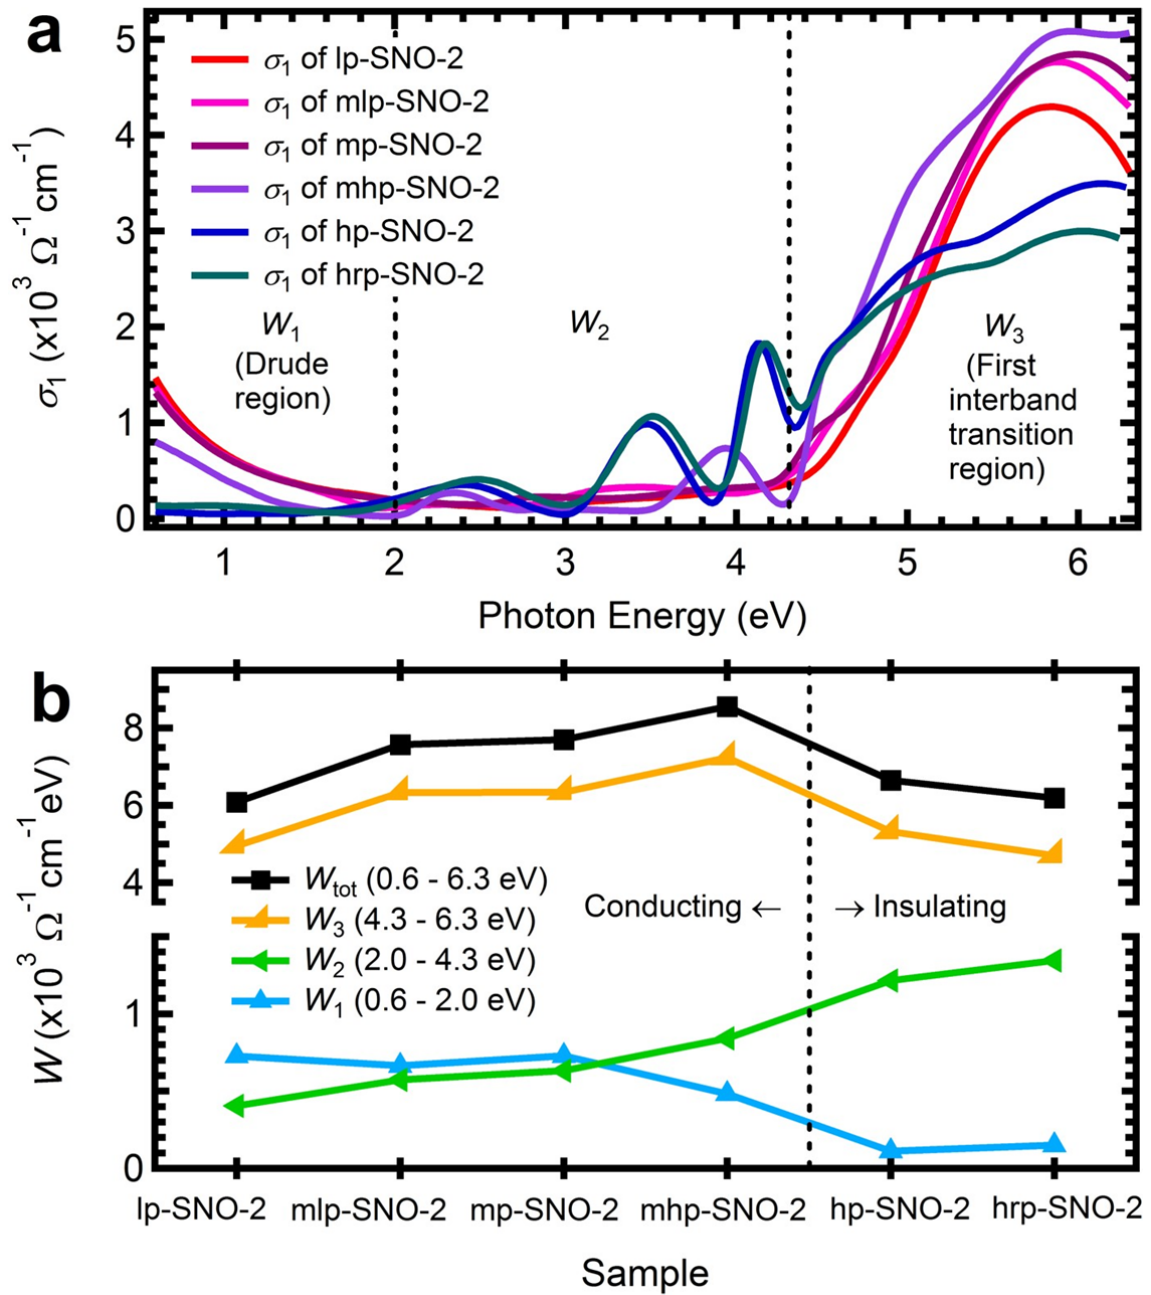 a
σ1 (x10³ Ω⁻¹cm⁻¹)
5
4
3
2
1
0
σ1 of lp-SNO-2
σ1 of mlp-SNO-2
σ1 of mp-SNO-2
σ1 of mhp-SNO-2
σ1 of hp-SNO-2
σ1 of hrp-SNO-2
W1
(Drude
region)
W2
W3
(First
interband
transition
region)
1 2 3 4 5 6
Photon Energy (eV)
b
W (x10³ Ω⁻¹cm⁻¹eV)
8
6
4
1
0
Wtot (0.6 - 6.3 eV)
W3 (4.3 - 6.3 eV)
W2 (2.0 - 4.3 eV)
W1 (0.6 - 2.0 eV)
Conducting ← → Insulating
lp-SNO-2 mlp-SNO-2 mp-SNO-2 mhp-SNO-2 hp-SNO-2 hrp-SNO-2
Sample